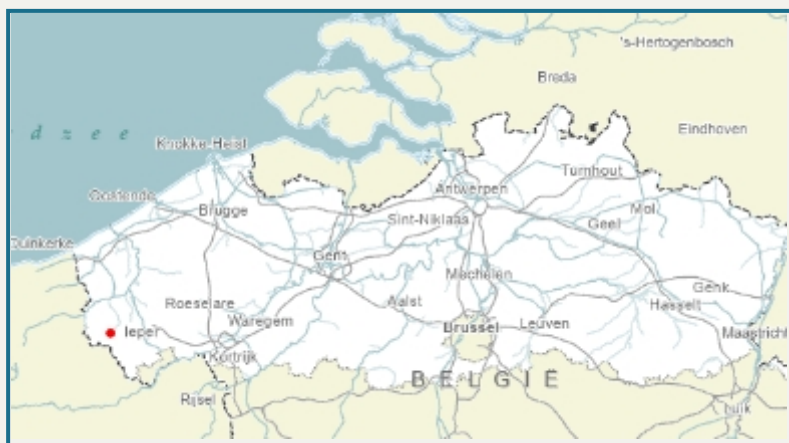 's-Hertogenbosch
Breda
dzee
Eindhoven
Knokke-Heist
Turnhout
Antwerpen
Oostende
Mol
Brugge
Sint-Niklaas
Geel
Duinkerke
Gent
Mechelen
Genk
Roeselare
Aalst
Hasselt
Waregem
Ieper
Brussel
Leuven
Maastricht
Kortrijk
BELGIË
Rijsel
Luik